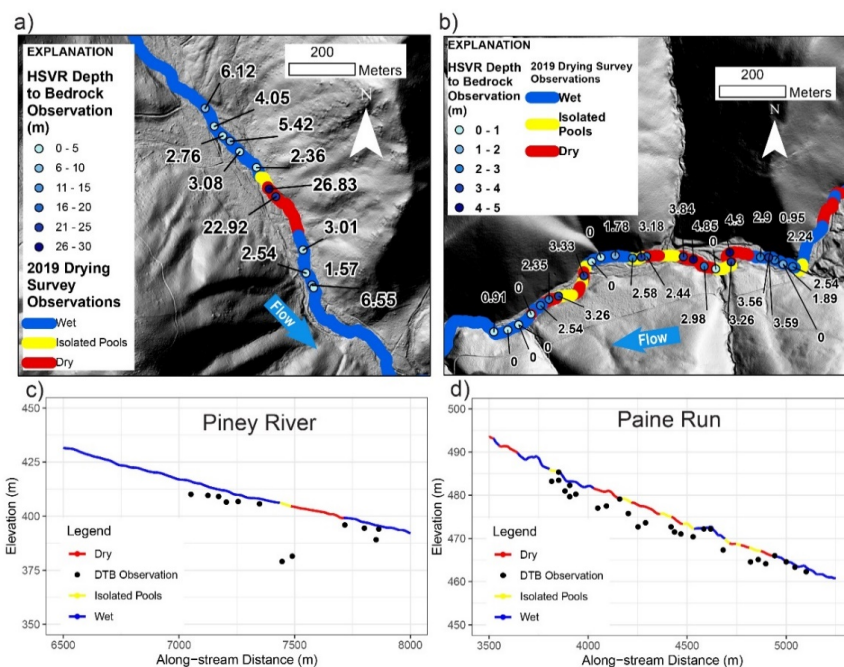 a)
EXPLANATION
HSVR Depth
to Bedrock
Observation
(m)
0 - 5
6 - 10
11 - 15
16 - 20
21 - 25
26 - 30
2019 Drying
Survey
Observations
Wet
Isolated Pools
Dry
200
Meters
N
6.12
4.05
5.42
2.76
2.36
3.08
26.83
22.92
3.01
2.54
1.57
6.55
Flow
b)
EXPLANATION
HSVR Depth
to Bedrock
Observation
(m)
0 - 1
1 - 2
2 - 3
3 - 4
4 - 5
2019 Drying Survey
Observations
Wet
Isolated
Pools
Dry
200
Meters
N
3.84
0 1.78 3.18 4.85 4.3 2.9 0.95
3.33 0 2.24
2.35
0.91 0 0 2.58 2.44 2.54
3.26 2.98 3.56 1.89
2.54 3.26 3.59
0 0 0 0
Flow
c)
Piney River
450
425
400
375
350
Elevation (m)
Legend
Dry
DTB Observation
Isolated Pools
Wet
6500 7000 7500 8000
Along-stream Distance (m)
d)
Paine Run
500
490
480
470
460
450
Elevation (m)
Legend
Dry
DTB Observation
Isolated Pools
Wet
3500 4000 4500 5000
Along-stream Distance (m)